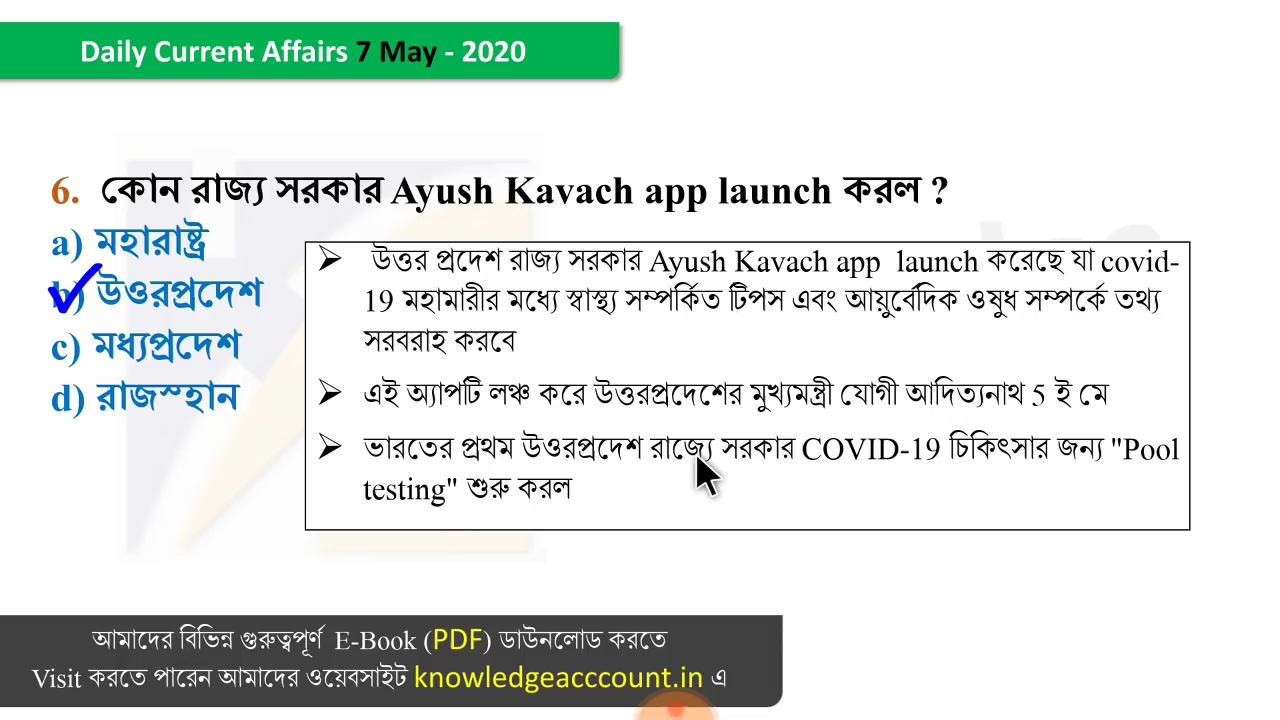 Daily Current Affairs 7 May - 2020
6. কোন রাজ্য সরকার Ayush Kavach app launch করল ?
a) মহারাষ্ট্র
b) উওরপ্রদেশ
c) মধ্যপ্রদেশ
d) রাজস্হান
➢ উত্তর প্রদেশ রাজ্য সরকার Ayush Kavach app launch করেছে যা covid-
19 মহামারীর মধ্যে স্বাস্থ্য সম্পর্কিত টিপস এবং আয়ুর্বেদিক ওষুধ সম্পর্কে তথ্য
সরবরাহ করবে
➢ এই অ্যাপটি লঞ্চ করে উত্তরপ্রদেশের মুখ্যমন্ত্রী যোগী আদিত্যনাথ 5 ই মে
➢ ভারতের প্রথম উওরপ্রদেশ রাজ্যে সরকার COVID-19 চিকিৎসার জন্য "Pool
testing" শুরু করল
আমাদের বিভিন্ন গুরুত্বপূর্ণ E-Book (PDF) ডাউনলোড করতে
Visit করতে পারেন আমাদের ওয়েবসাইট knowledgeacccount.in এ